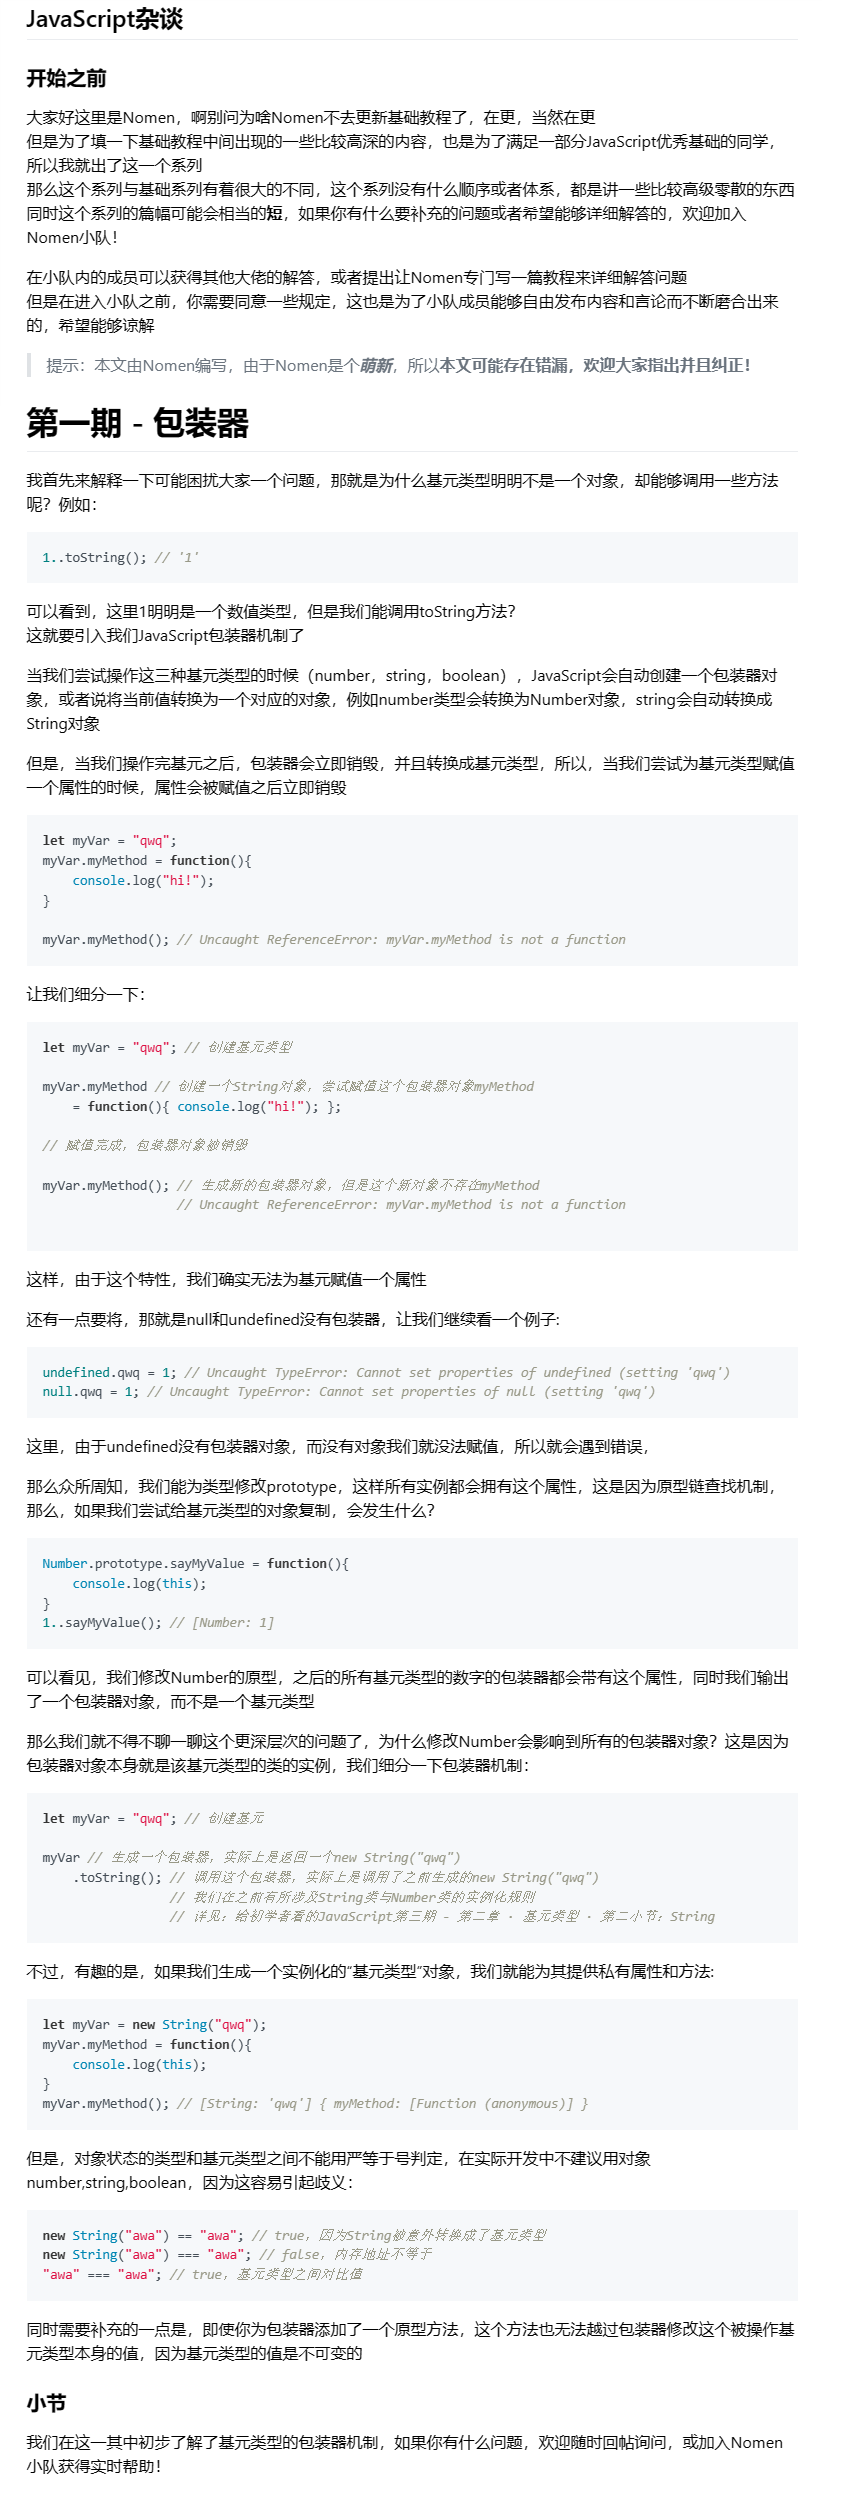 JavaScript杂谈
开始之前
大家好这里是Nomen，啊别问为啥Nomen不去更新基础教程了，在更，当然在更
但是为了填一下基础教程中间出现的一些比较高深的内容，也是为了满足一部分JavaScript优秀基础的同学，
所以我就出了这一个系列
那么这个系列与基础系列有着很大的不同，这个系列没有什么顺序或者体系，都是讲一些比较高级零散的东西
同时这个系列的篇幅可能会相当的短，如果你有什么要补充的问题或者希望能够详细解答的，欢迎加入
Nomen小队！
在小队内的成员可以获得其他大佬的解答，或者提出让Nomen专门写一篇教程来详细解答问题
但是在进入小队之前，你需要同意一些规定，这也是为了小队成员能够自由发布内容和言论而不断磨合出来
的，希望能够谅解
提示：本文由Nomen编写，由于Nomen是个萌新，所以本文可能存在错漏，欢迎大家指出并且纠正！
第一期 - 包装器
我首先来解释一下可能困扰大家一个问题，那就是为什么基元类型明明不是一个对象，却能够调用一些方法
呢？例如：
1..toString(); // '1'
可以看到，这里1明明是一个数值类型，但是我们能调用toString方法？
这就要引入我们JavaScript包装器机制了
当我们尝试操作这三种基元类型的时候（number，string，boolean），JavaScript会自动创建一个包装器对
象，或者说将当前值转换为一个对应的对象，例如number类型会转换为Number对象，string会自动转换成
String对象
但是，当我们操作完基元之后，包装器会立即销毁，并且转换成基元类型，所以，当我们尝试为基元类型赋值
一个属性的时候，属性会被赋值之后立即销毁
let myVar = "qwq";
myVar.myMethod = function(){
    console.log("hi!");
}
myVar.myMethod(); // Uncaught ReferenceError: myVar.myMethod is not a function
让我们细分一下：
let myVar = "qwq"; // 创建基元类型
myVar.myMethod // 创建一个String对象，尝试赋值这个包装器对象myMethod
    = function(){ console.log("hi!"); };
// 赋值完成，包装器对象被销毁
myVar.myMethod(); // 生成新的包装器对象，但是这个新对象不存在myMethod
                  // Uncaught ReferenceError: myVar.myMethod is not a function
这样，由于这个特性，我们确实无法为基元赋值一个属性
还有一点要将，那就是null和undefined没有包装器，让我们继续看一个例子:
undefined.qwq = 1; // Uncaught TypeError: Cannot set properties of undefined (setting 'qwq')
null.qwq = 1; // Uncaught TypeError: Cannot set properties of null (setting 'qwq')
这里，由于undefined没有包装器对象，而没有对象我们就没法赋值，所以就会遇到错误，
那么众所周知，我们能为类型修改prototype，这样所有实例都会拥有这个属性，这是因为原型链查找机制，
那么，如果我们尝试给基元类型的对象复制，会发生什么？
Number.prototype.sayMyValue = function(){
    console.log(this);
}
1..sayMyValue(); // [Number: 1]
可以看见，我们修改Number的原型，之后的所有基元类型的数字的包装器都会带有这个属性，同时我们输出
了一个包装器对象，而不是一个基元类型
那么我们就不得不聊一聊这个更深层次的问题了，为什么修改Number会影响到所有的包装器对象？这是因为
包装器对象本身就是该基元类型的类的实例，我们细分一下包装器机制：
let myVar = "qwq"; // 创建基元
myVar // 生成一个包装器，实际上是返回一个new String("qwq")
    .toString(); // 调用这个包装器，实际上是调用了之前生成的new String("qwq")
                 // 我们在之前有所涉及String类与Number类的实例化规则
                 // 详见：给初学者看的JavaScript第三期 - 第二章 · 基元类型 · 第二小节：String
不过，有趣的是，如果我们生成一个实例化的“基元类型”对象，我们就能为其提供私有属性和方法:
let myVar = new String("qwq");
myVar.myMethod = function(){
    console.log(this);
}
myVar.myMethod(); // [String: 'qwq'] { myMethod: [Function (anonymous)] }
但是，对象状态的类型和基元类型之间不能用严等于号判定，在实际开发中不建议用对象
number,string,boolean，因为这容易引起歧义：
new String("awa") == "awa"; // true，因为String被意外转换成了基元类型
new String("awa") === "awa"; // false，内存地址不等于
"awa" === "awa"; // true，基元类型之间对比值
同时需要补充的一点是，即使你为包装器添加了一个原型方法，这个方法也无法越过包装器修改这个被操作基
元类型本身的值，因为基元类型的值是不可变的
小节
我们在这一其中初步了解了基元类型的包装器机制，如果你有什么问题，欢迎随时回帖询问，或加入Nomen
小队获得实时帮助！